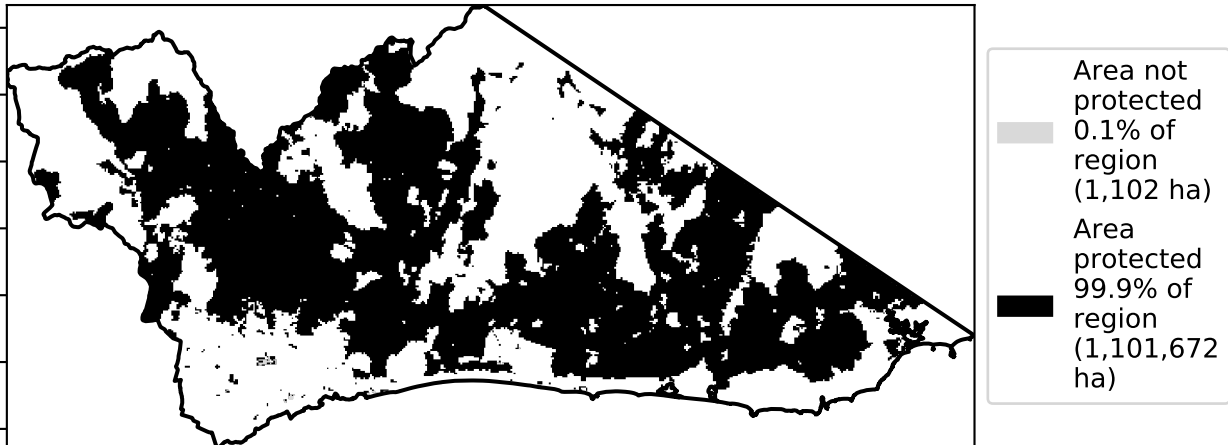 Area not
protected
0.1% of
region
(1,102 ha)
Area
protected
99.9% of
region
(1,101,672
ha)